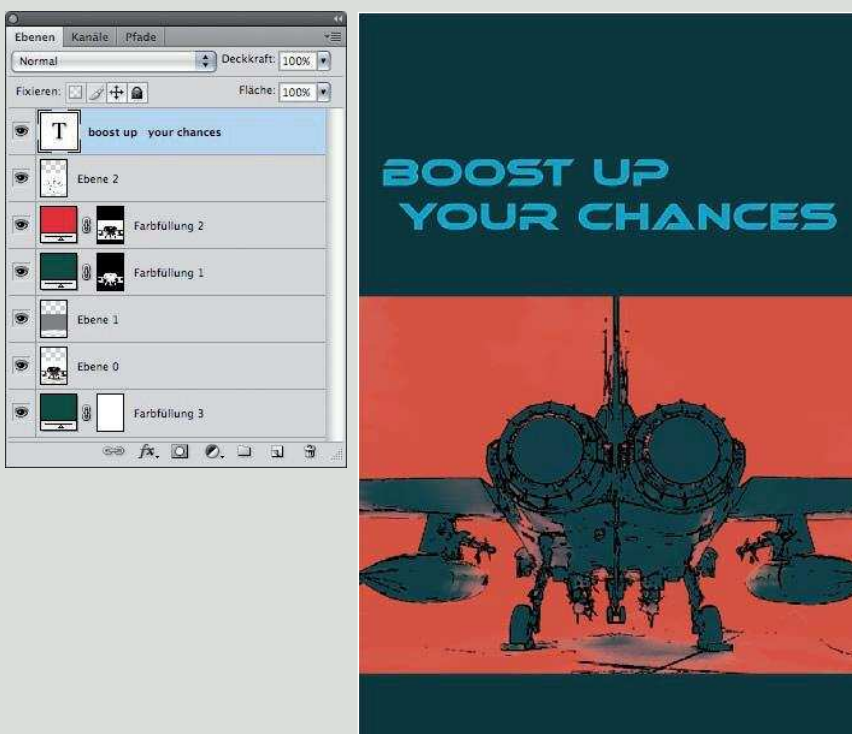 Ebenen Kanäle Pfade
Normal Deckkraft: 100%
Fixieren: Fläche: 100%
T boost up your chances
Ebene 2
Farbfüllung 2
Farbfüllung 1
Ebene 1
Ebene 0
Farbfüllung 3
fx.
BOOST UP
YOUR CHANCES